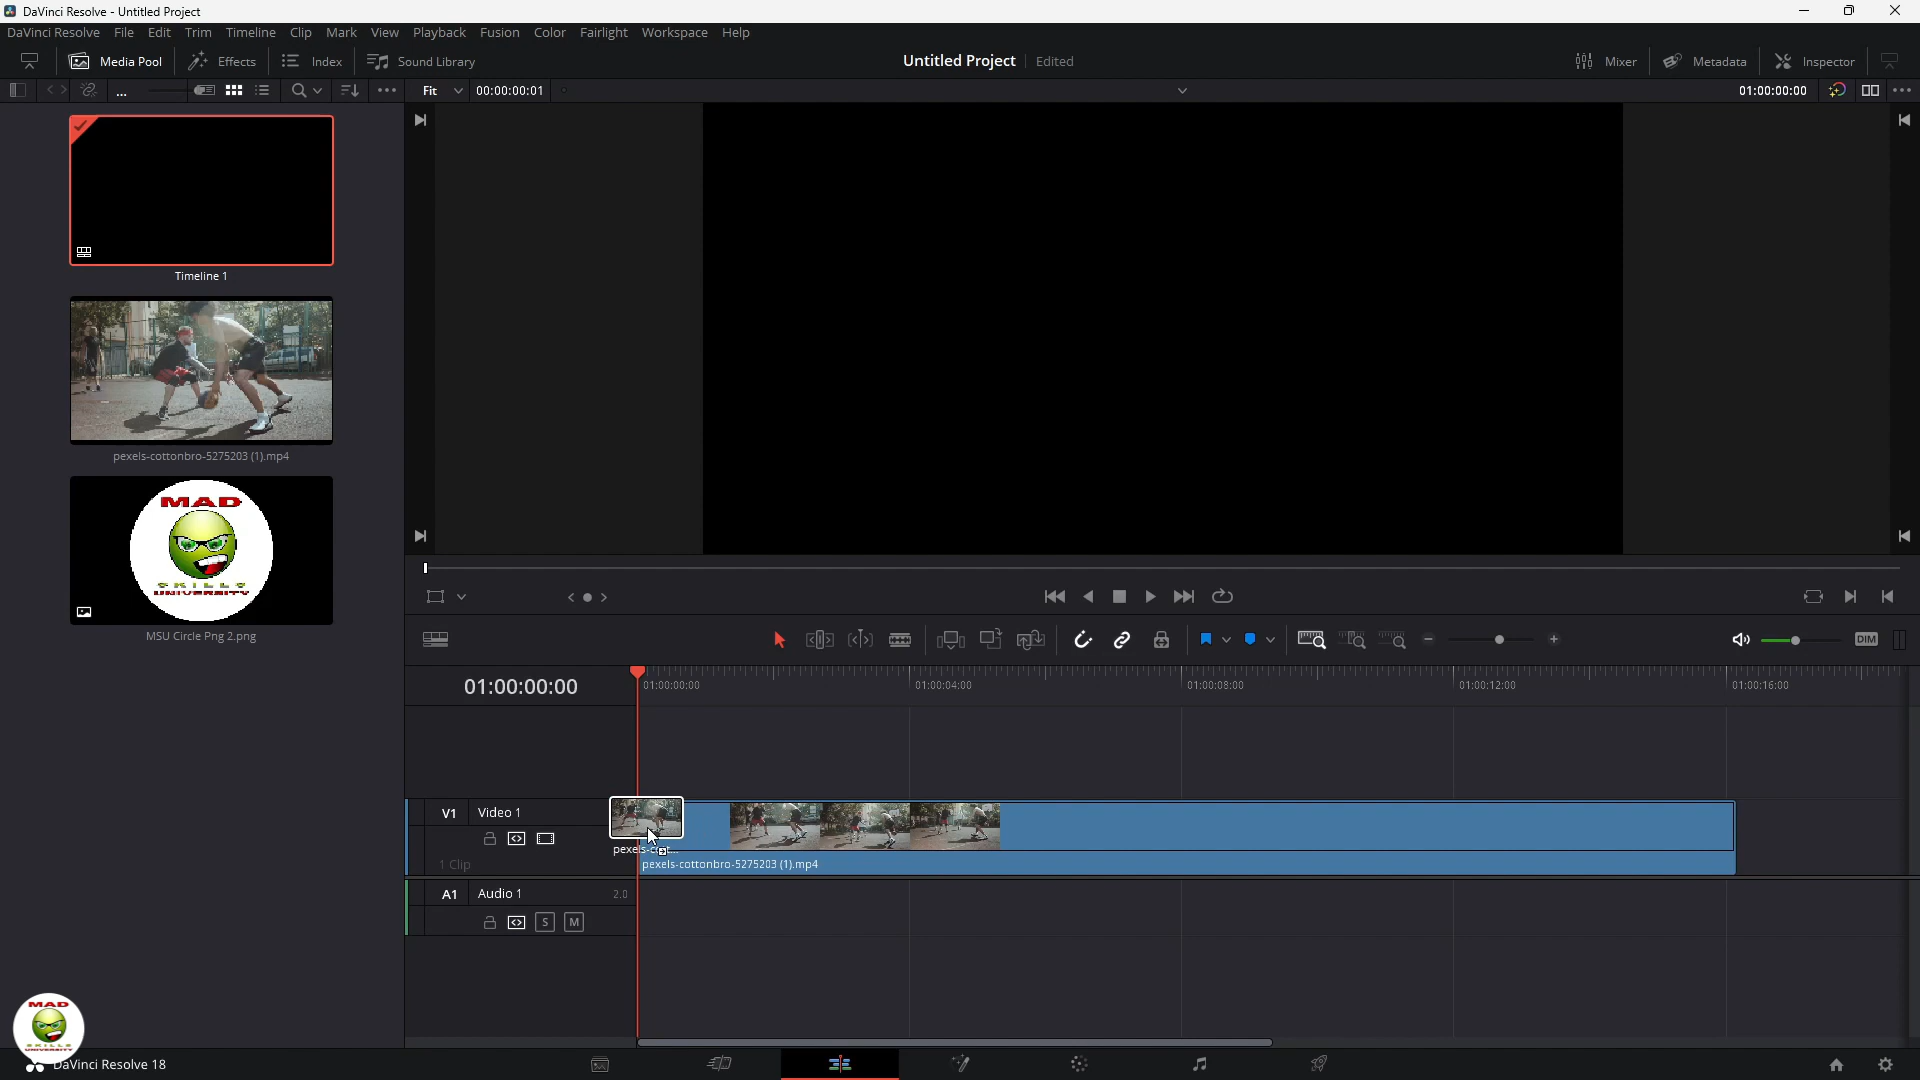 DaVinci Resolve - Untitled Project
DaVinci Resolve File Edit Trim Timeline Clip Mark View Playback Fusion Color Fairlight Workspace Help
Media Pool Effects Index Sound Library
Untitled Project Edited
Mixer Metadata Inspector
... Fit 00:00:00:01 01:00:00:00
Timeline 1
pexels-cottonbro-5275203 (1).mp4
MAD
SKILLS
UNIVERSITY
MSU Circle Png 2.png
DIM
01:00:00:00
01:00:00:00 01:00:04:00 01:00:08:00 01:00:12:00 01:00:16:00
V1 Video 1
1 Clip
pexels-cottonbro-5275203 (1).mp4
A1 Audio 1 2.0
S M
MAD
SKILLS
UNIVERSITY
DaVinci Resolve 18